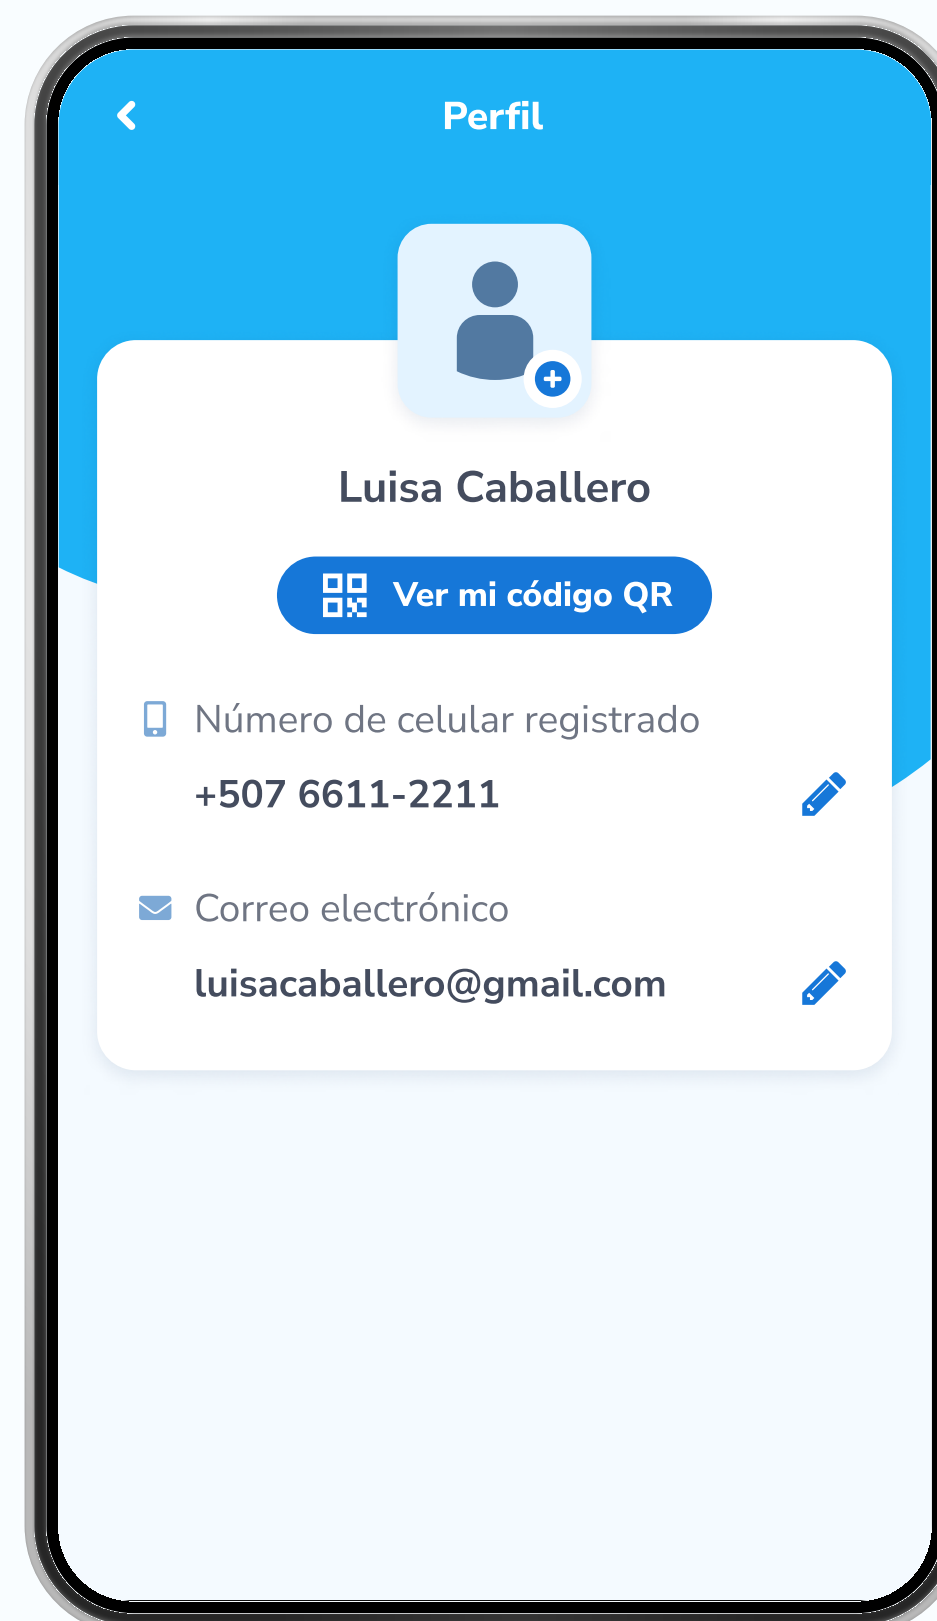 Perfil
Luisa Caballero
Ver mi código QR
Número de celular registrado
+507 6611-2211
Correo electrónico
luisacaballero@gmail.com